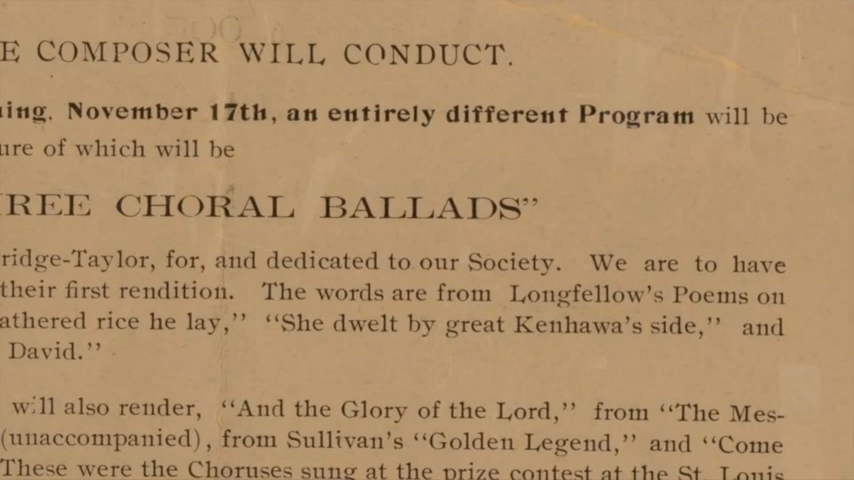 E COMPOSER WILL CONDUCT.
ing, November 17th, an entirely different Program will be
ure of which will be
REE CHORAL BALLADS”
ridge-Taylor, for, and dedicated to our Society. We are to have
their first rendition. The words are from Longfellow’s Poems on
athered rice he lay,” “She dwelt by great Kenhawa’s side,” and
David.”
will also render, “And the Glory of the Lord,” from “The Mes-
(unaccompanied), from Sullivan’s “Golden Legend,” and “Come
These were the Choruses sung at the prize contest at the St. Louis